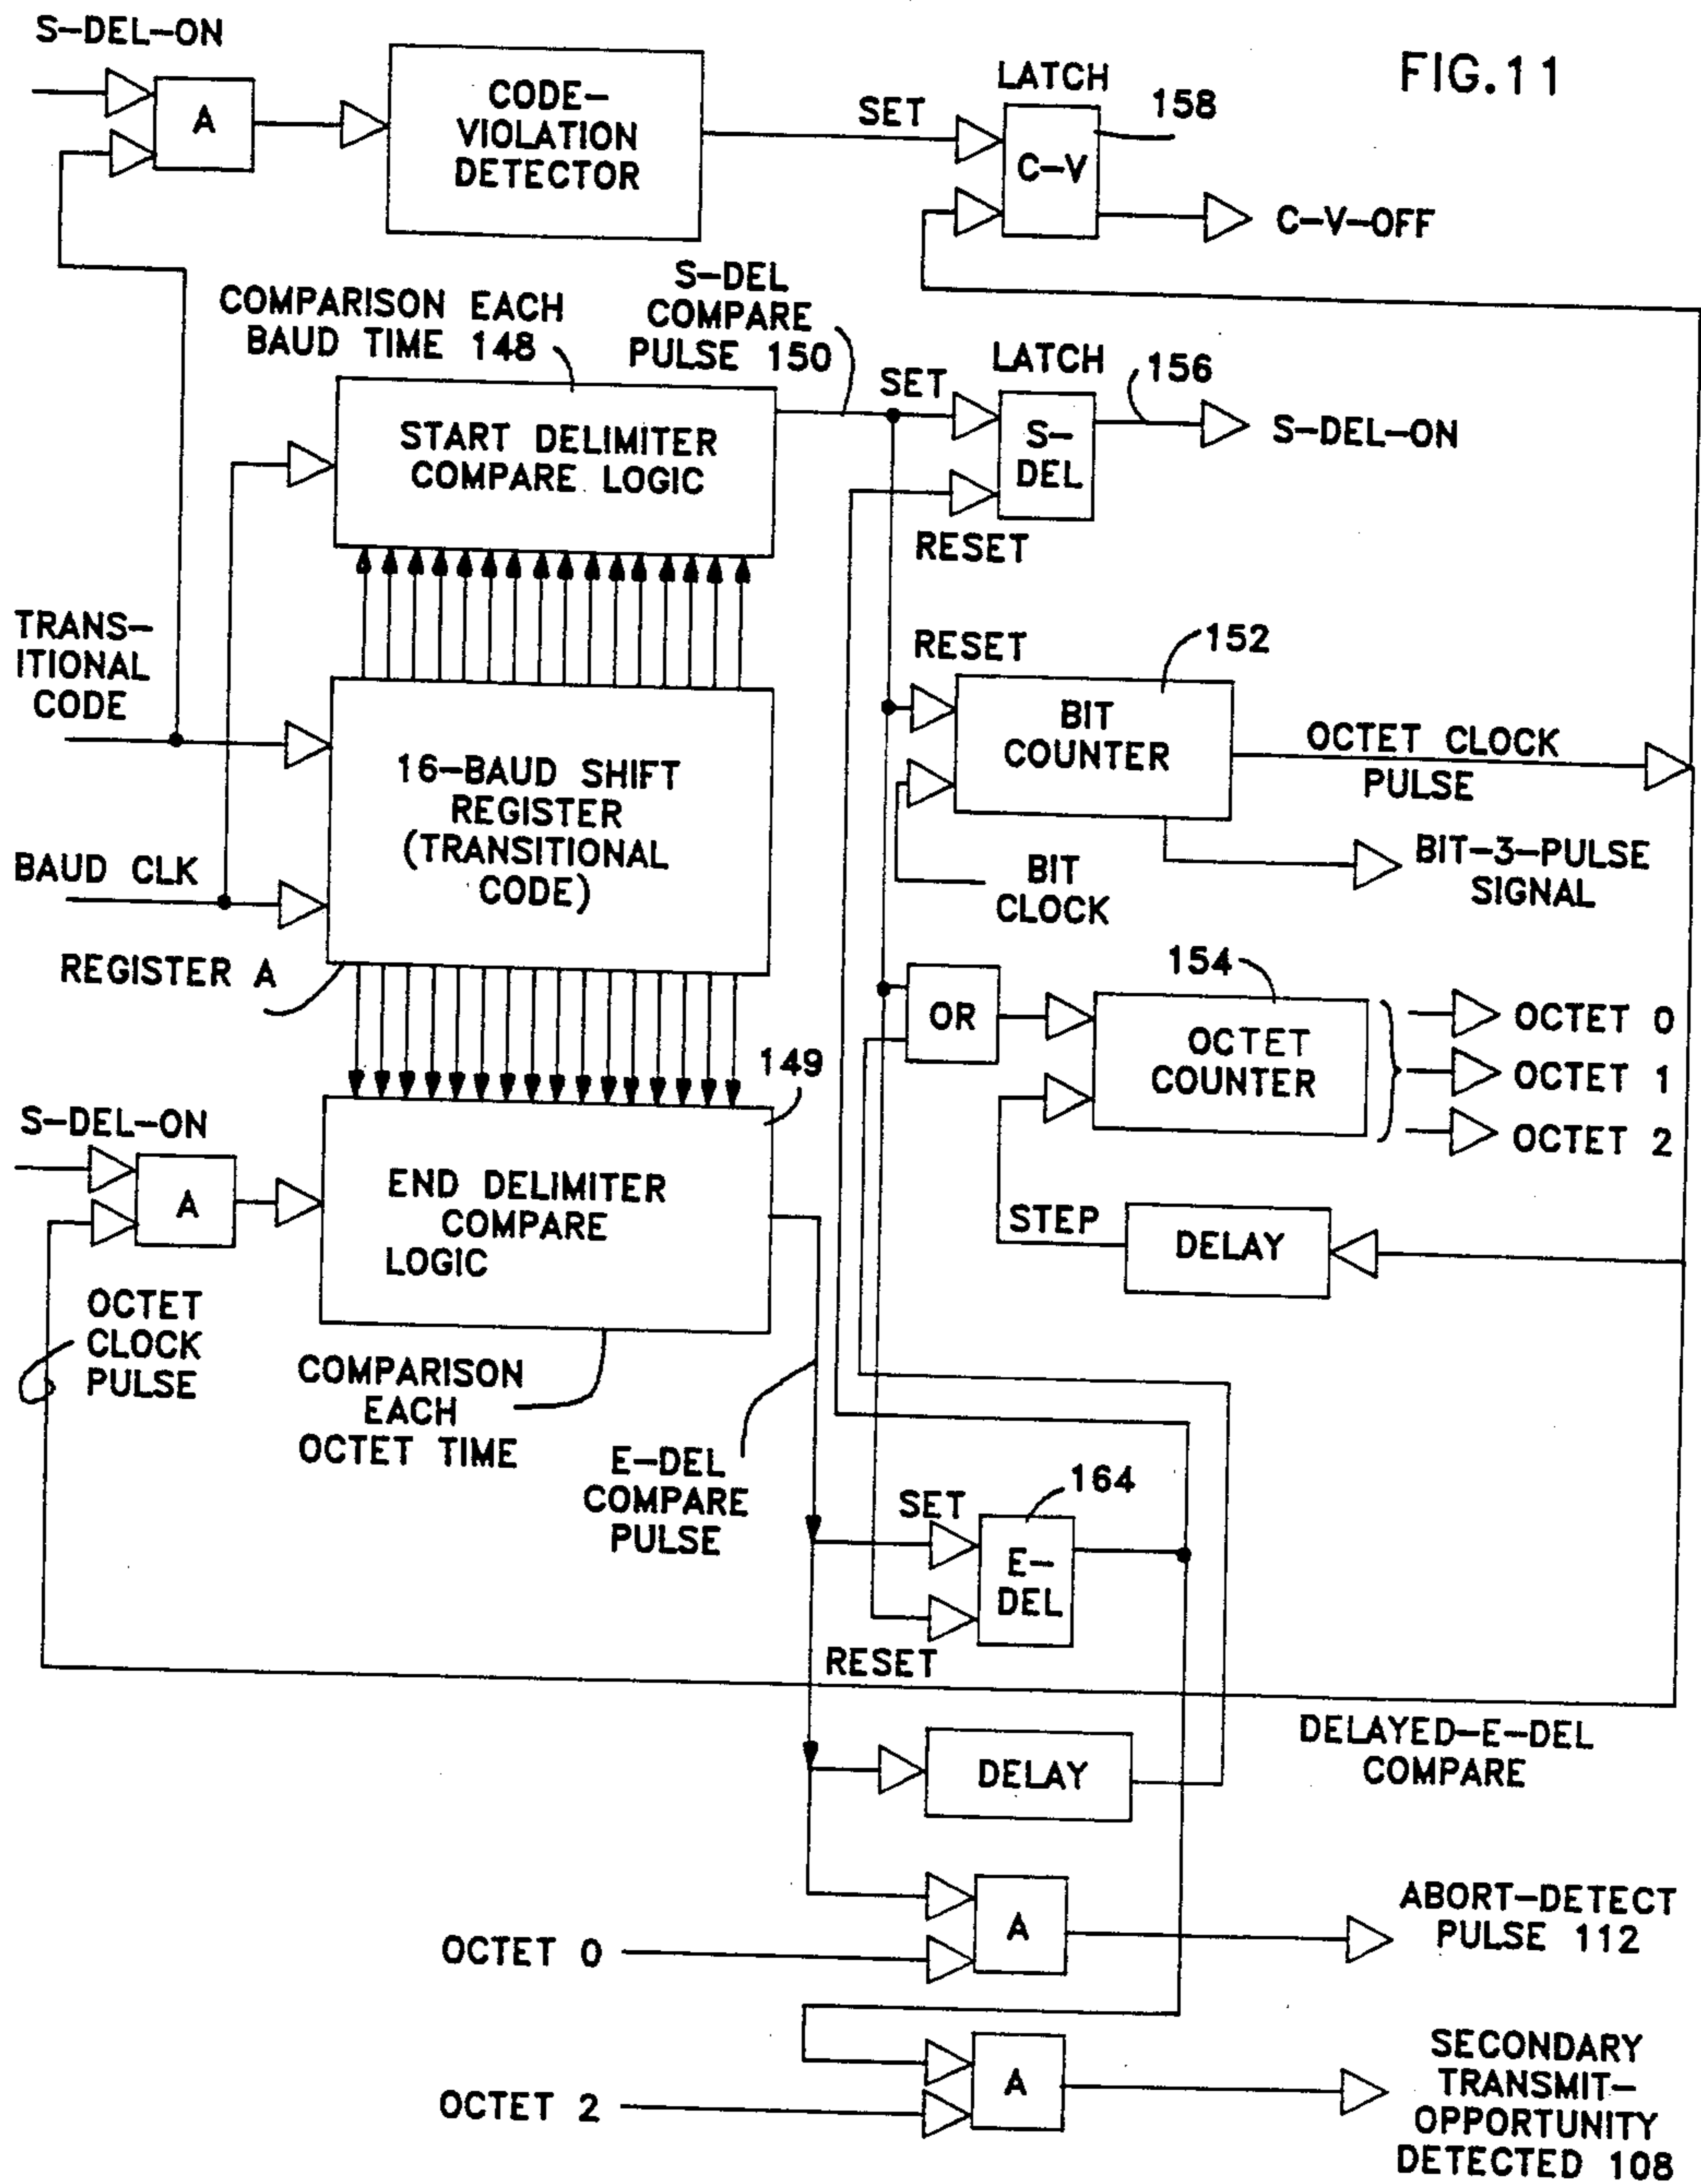 FIG.11
S-DEL-ON
A
CODE-
VIOLATION
DETECTOR
SET
LATCH
158
C-V
C-V-OFF
COMPARISON EACH
BAUD TIME 148
S-DEL
COMPARE
PULSE 150
START DELIMITER
COMPARE LOGIC
SET
LATCH
156
S-
DEL
S-DEL-ON
RESET
TRANS-
ITIONAL
CODE
16-BAUD SHIFT
REGISTER
(TRANSITIONAL
CODE)
BAUD CLK
REGISTER A
RESET
152
BIT
COUNTER
OCTET CLOCK
PULSE
BIT-3-PULSE
SIGNAL
BIT
CLOCK
154
OR
OCTET
COUNTER
OCTET 0
OCTET 1
OCTET 2
STEP
DELAY
149
S-DEL-ON
A
END DELIMITER
COMPARE
LOGIC
OCTET
CLOCK
PULSE
COMPARISON
EACH
OCTET TIME
E-DEL
COMPARE
PULSE
SET
164
E-
DEL
RESET
DELAYED-E-DEL
COMPARE
DELAY
A
OCTET 0
ABORT-DETECT
PULSE 112
A
OCTET 2
SECONDARY
TRANSMIT-
OPPORTUNITY
DETECTED 108